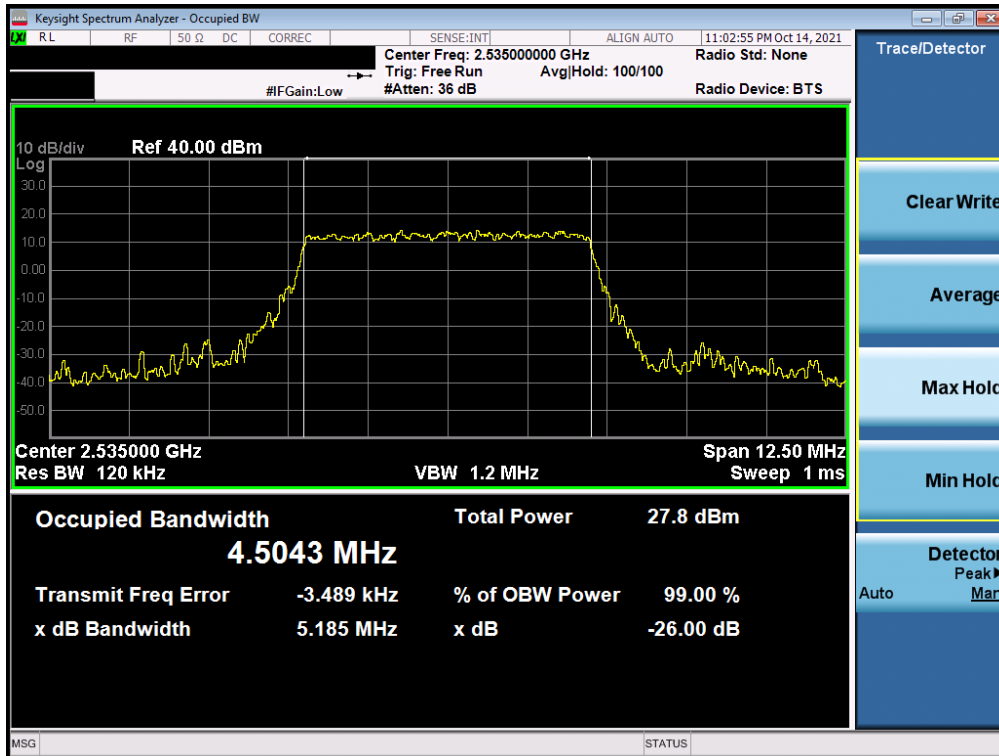 Keysight Spectrum Analyzer - Occupied BW
LXI RL RF 50 Ω DC CORREC SENSE:INT ALIGN AUTO 11:02:55 PM Oct 14, 2021
Center Freq: 2.535000000 GHz Radio Std: None
Trig: Free Run Avg|Hold: 100/100
#IFGain:Low #Atten: 36 dB Radio Device: BTS
10 dB/div Ref 40.00 dBm
Log
30.0
20.0
10.0
0.00
-10.0
-20.0
-30.0
-40.0
-50.0
Center 2.535000 GHz Span 12.50 MHz
Res BW 120 kHz VBW 1.2 MHz Sweep 1 ms
Occupied Bandwidth Total Power 27.8 dBm
4.5043 MHz
Transmit Freq Error -3.489 kHz % of OBW Power 99.00 %
x dB Bandwidth 5.185 MHz x dB -26.00 dB
MSG STATUS
Trace/Detector
Clear Write
Average
Max Hold
Min Hold
Detector
Peak
Auto Man